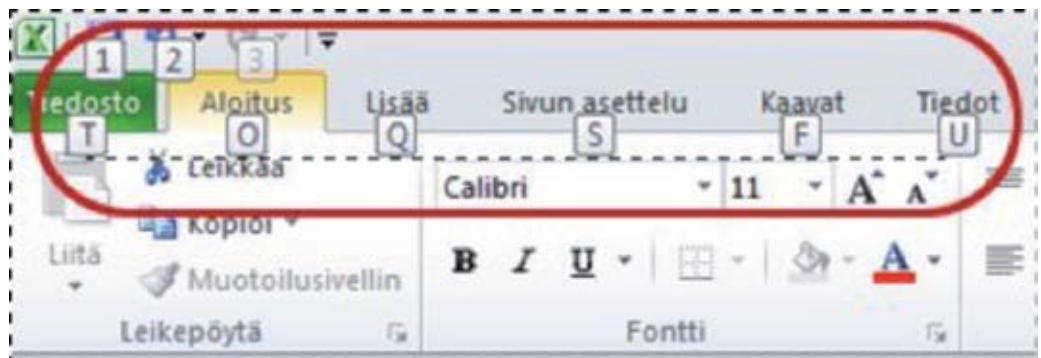 1 2 3
Tiedosto Aloitus Lisää Sivun asettelu Kaavat Tiedot
T O Q S F U
Leikkaa
Calibri 11 A A
Kopioi
Liitä
B I U A
Muotoilusivellin
Leikepöytä Fontti